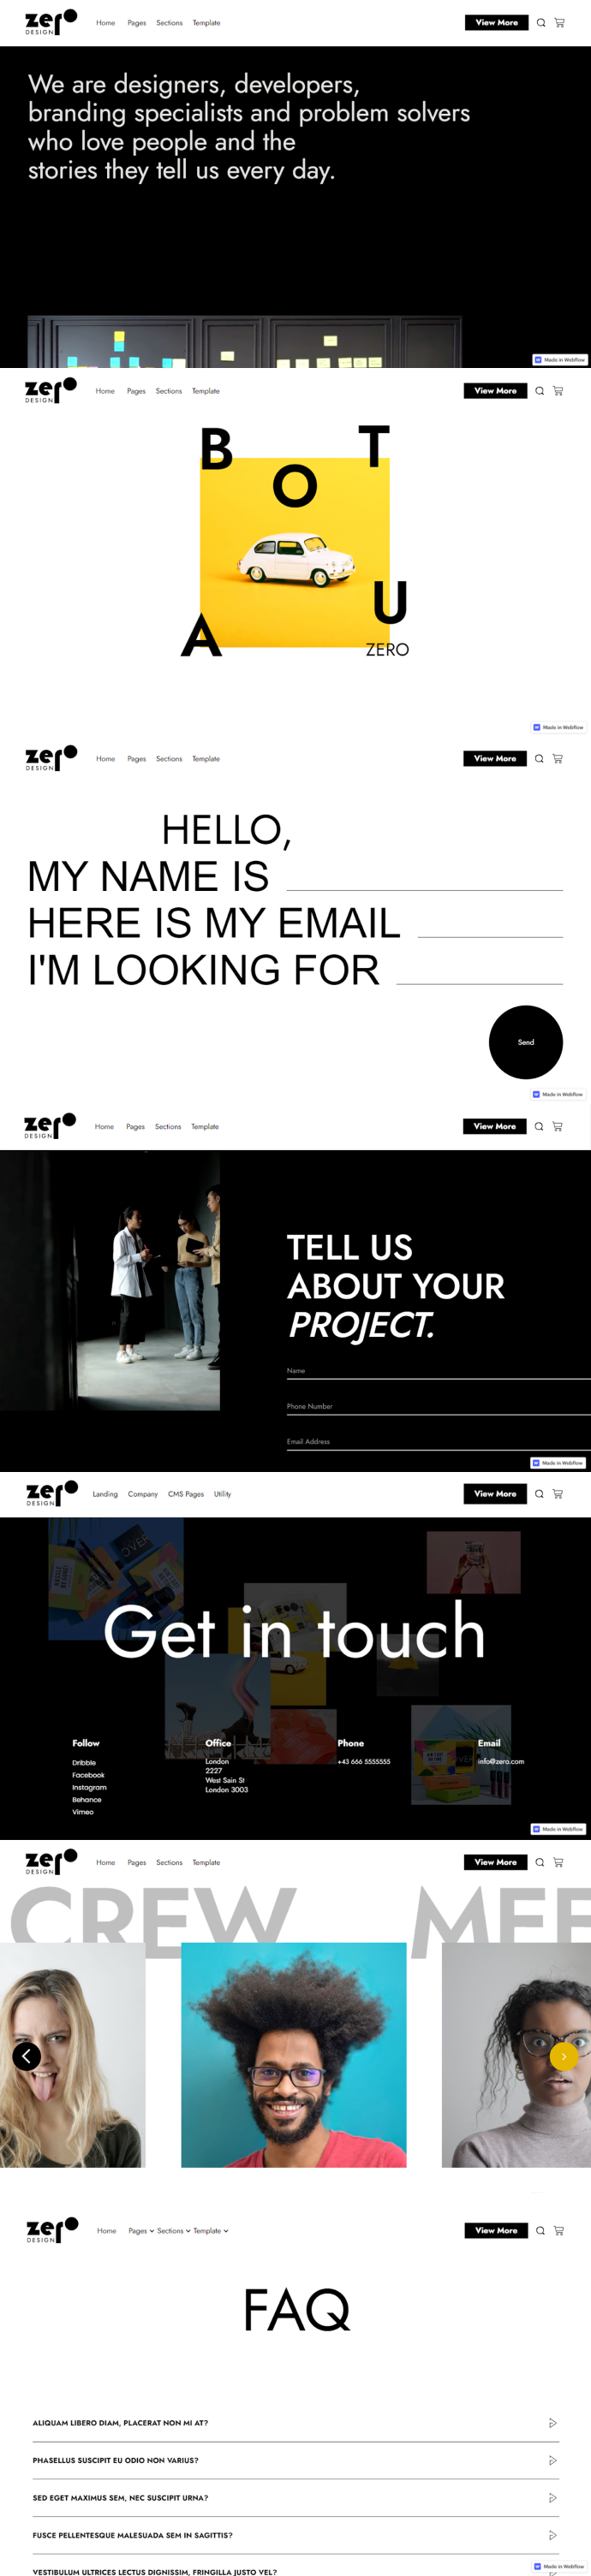 zero
DESIGN
Home Pages Sections Template
View More
We are designers, developers,
branding specialists and problem solvers
who love people and the
stories they tell us every day.
Made in Webflow
zero
DESIGN
Home Pages Sections Template
View More
B T
O
U
A
ZERO
Made in Webflow
zero
DESIGN
Home Pages Sections Template
View More
HELLO,
MY NAME IS
HERE IS MY EMAIL
I'M LOOKING FOR
Send
Made in Webflow
zero
DESIGN
Home Pages Sections Template
View More
TELL US
ABOUT YOUR
PROJECT.
Name
Phone Number
Email Address
Made in Webflow
zero
DESIGN
Landing Company CMS Pages Utility
View More
Get in touch
Follow
Dribble
Facebook
Instagram
Behance
Vimeo
Office
London
2227
West Sain St
London 3003
Phone
+43 666 5555555
Email
info@zero.com
Made in Webflow
zero
DESIGN
Home Pages Sections Template
View More
CREW MEE
zero
DESIGN
Home Pages Sections Template
View More
FAQ
ALIQUAM LIBERO DIAM, PLACERAT NON MI AT?
PHASELLUS SUSCIPIT EU ODIO NON VARIUS?
SED EGET MAXIMUS SEM, NEC SUSCIPIT URNA?
FUSCE PELLENTESQUE MALESUADA SEM IN SAGITTIS?
VESTIBULUM ULTRICES LECTUS DIGNISSIM, FRINGILLA JUSTO VEL?
Made in Webflow